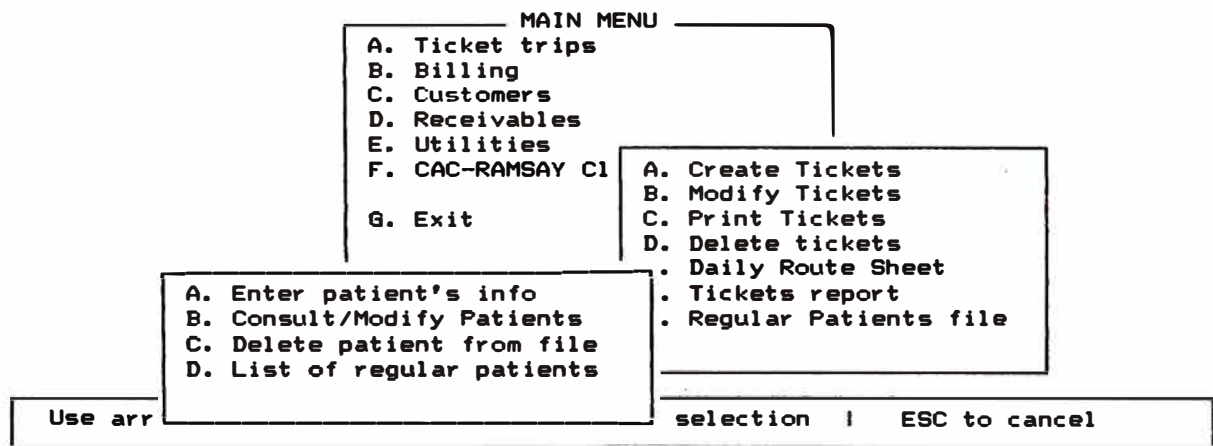 MAIN MENU
A. Ticket trips
B. Billing
C. Customers
D. Receivables
E. Utilities
F. CAC-RAMSAY Cl
G. Exit
A. Create Tickets
B. Modify Tickets
C. Print Tickets
D. Delete tickets
. Daily Route Sheet
. Tickets report
. Regular Patients file
A. Enter patient's info
B. Consult/Modify Patients
C. Delete patient from file
D. List of regular patients
Use arr selection | ESC to cancel